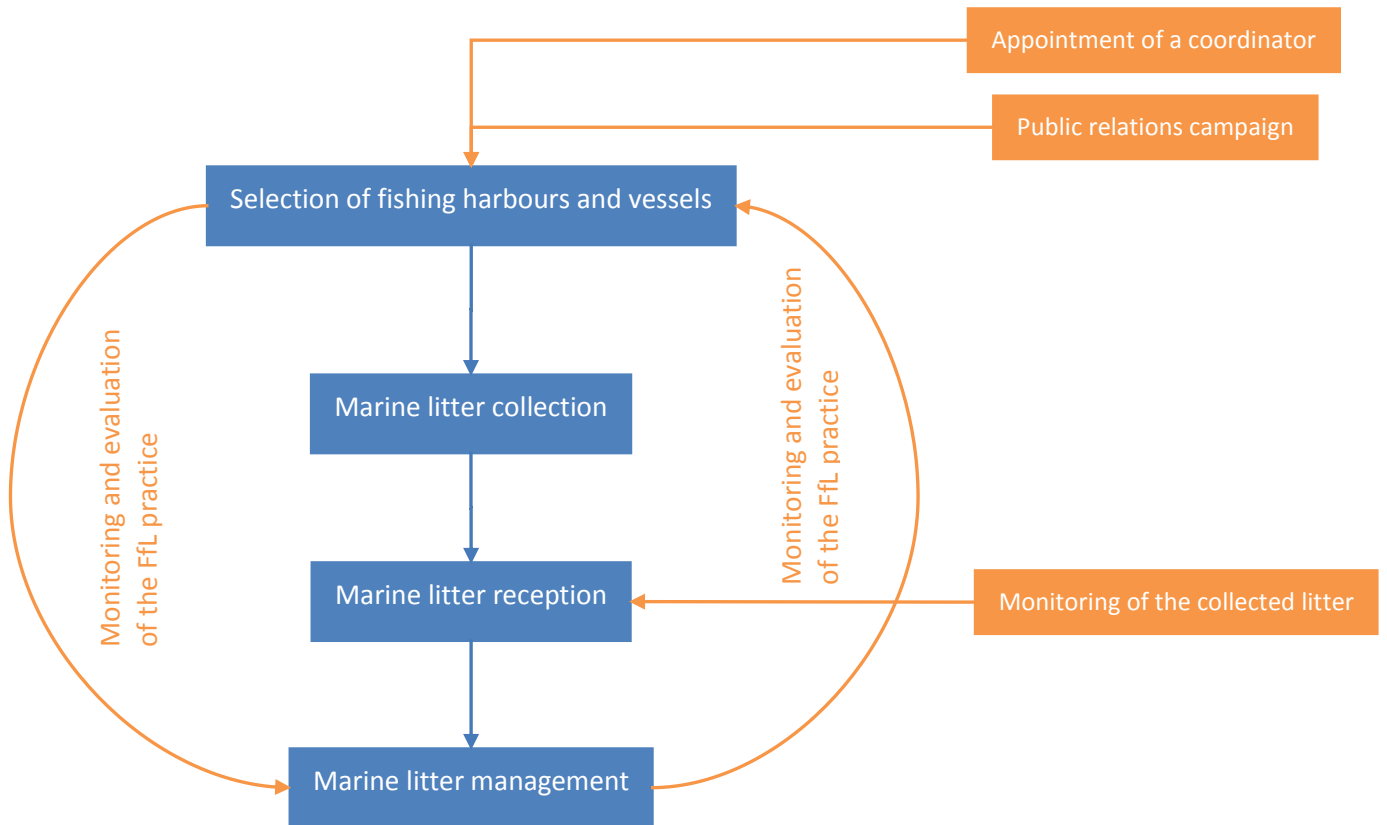 Appointment of a coordinator
Public relations campaign
Selection of fishing harbours and vessels
Monitoring and evaluation
of the FfL practice
Monitoring and evaluation
of the FfL practice
Marine litter collection
Marine litter reception
Monitoring of the collected litter
Marine litter management